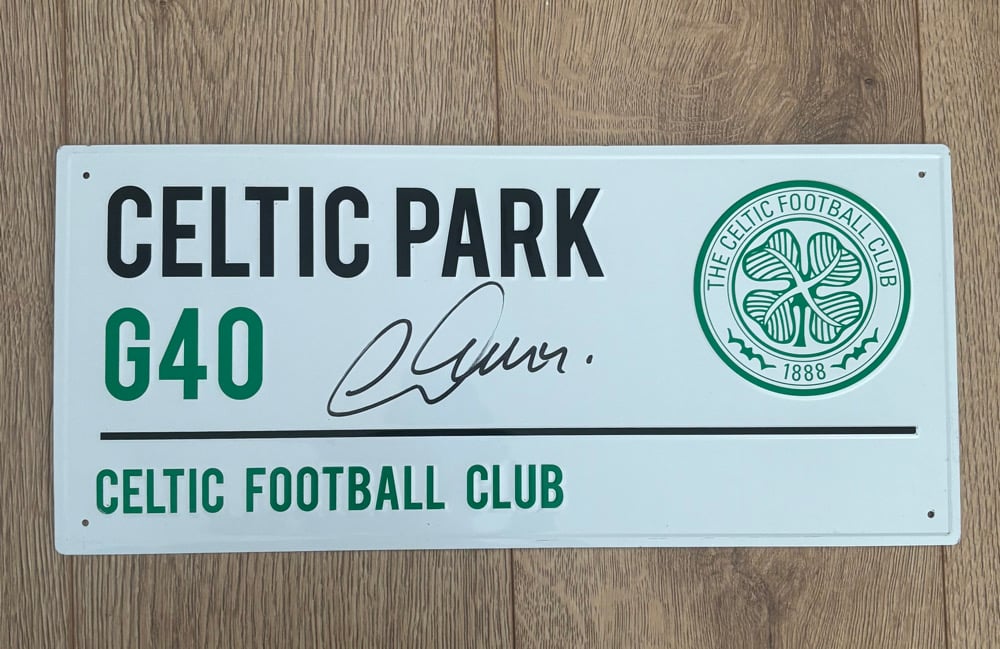 CELTIC PARK
G40
THE CELTIC FOOTBALL CLUB
1888
CELTIC FOOTBALL CLUB